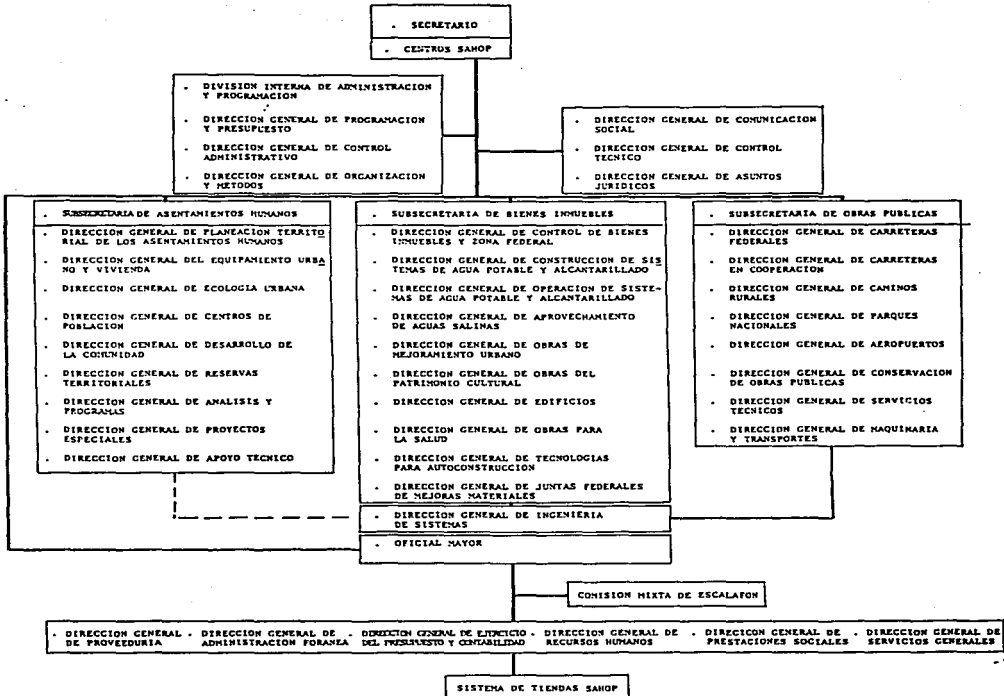 . SECRETARIO
. CENTROS SAHOP
. DIVISION INTERNA DE ADMINISTRACION
Y PROGRAMACION
. DIRECCION GENERAL DE PROGRAMACION
Y PRESUPUESTO
. DIRECCION GENERAL DE CONTROL
ADMINISTRATIVO
. DIRECCION GENERAL DE ORGANIZACION
Y METODOS
. DIRECCION GENERAL DE COMUNICACION
SOCIAL
. DIRECCION GENERAL DE CONTROL
TECNICO
. DIRECCION GENERAL DE ASUNTOS
JURIDICOS
. SUBSECRETARIA DE ASENTAMIENTOS HUMANOS
. DIRECCION GENERAL DE PLANEACION TERRITO
RIAL DE LOS ASENTAMIENTOS HUMANOS
. DIRECCION GENERAL DEL EQUIPAMIENTO URBA
NO Y VIVIENDA
. DIRECCION GENERAL DE ECOLOGIA URBANA
. DIRECCION GENERAL DE CENTROS DE
POBLACION
. DIRECCION GENERAL DE DESARROLLO DE
LA COMUNIDAD
. DIRECCION GENERAL DE RESERVAS
TERRITORIALES
. DIRECCION GENERAL DE ANALISIS Y
PROGRAMAS
. DIRECCION GENERAL DE PROYECTOS
ESPECIALES
. DIRECCION GENERAL DE APOYO TECNICO
. SUBSECRETARIA DE BIENES INMUEBLES
. DIRECCION GENERAL DE CONTROL DE BIENES
INMUEBLES Y ZONA FEDERAL
. DIRECCION GENERAL DE CONSTRUCCION DE SIS
TEMAS DE AGUA POTABLE Y ALCANTARILLADO
. DIRECCION GENERAL DE OPERACION DE SISTE-
MAS DE AGUA POTABLE Y ALCANTARILLADO
. DIRECCION GENERAL DE APROVECHAMIENTO
DE AGUAS SALINAS
. DIRECCION GENERAL DE OBRAS DE
MEJORAMIENTO URBANO
. DIRECCION GENERAL DE OBRAS DEL
PATRIMONIO CULTURAL
. DIRECCION GENERAL DE EDIFICIOS
. DIRECCION GENERAL DE OBRAS PARA
LA SALUD
. DIRECCION GENERAL DE TECNOLOGIAS
PARA AUTOCONSTRUCCION
. DIRECCION GENERAL DE JUNTAS FEDERALES
DE MEJORAS MATERIALES
. DIRECCION GENERAL DE INGENIERIA
DE SISTEMAS
. OFICIAL MAYOR
. SUBSECRETARIA DE OBRAS PUBLICAS
. DIRECCION GENERAL DE CARRETERAS
FEDERALES
. DIRECCION GENERAL DE CARRETERAS
EN COOPERACION
. DIRECCION GENERAL DE CAMINOS
RURALES
. DIRECCION GENERAL DE PARQUES
NACIONALES
. DIRECCION GENERAL DE AEROPUERTOS
. DIRECCION GENERAL DE CONSERVACION
DE OBRAS PUBLICAS
. DIRECCION GENERAL DE SERVICIOS
TECNICOS
. DIRECCION GENERAL DE MAQUINARIA
Y TRANSPORTES
COMISION MIXTA DE ESCALAFON
. DIRECCION GENERAL
DE PROVEEDURIA
. DIRECCION GENERAL DE
ADMINISTRACION FORANEA
. DIRECCION GENERAL DE EJERCICIO
DEL PRESUPUESTO Y CONTABILIDAD
. DIRECCION GENERAL DE
RECURSOS HUMANOS
. DIRECICON GENERAL DE
PRESTACIONES SOCIALES
. DIRECCION GENERAL DE
SERVICIOS GENERALES
SISTEMA DE TIENDAS SAHOP